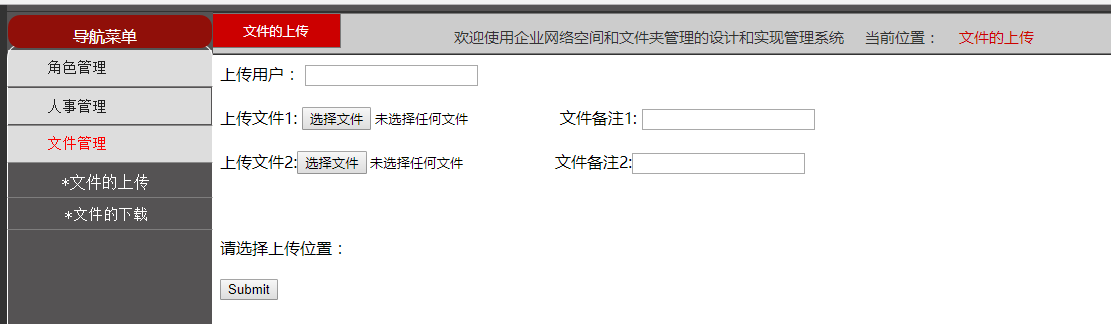 导航菜单
角色管理
人事管理
文件管理
*文件的上传
*文件的下载
文件的上传
欢迎使用企业网络空间和文件夹管理的设计和实现管理系统 当前位置： 文件的上传
上传用户：
上传文件1: 选择文件 未选择任何文件 文件备注1:
上传文件2: 选择文件 未选择任何文件 文件备注2:
请选择上传位置：
Submit